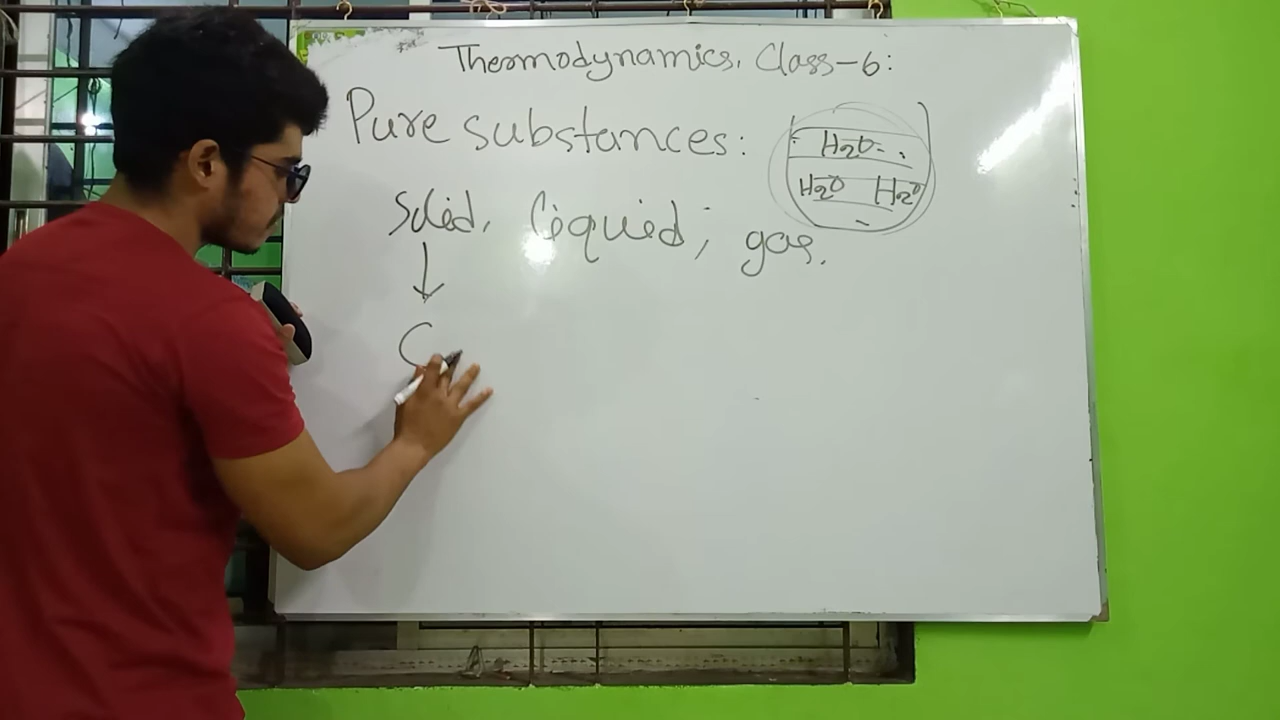 Thermodynamics. Class-6:
Pure substances:
H2O
H2O H2O
Solid, liquid, gas.
↓
C